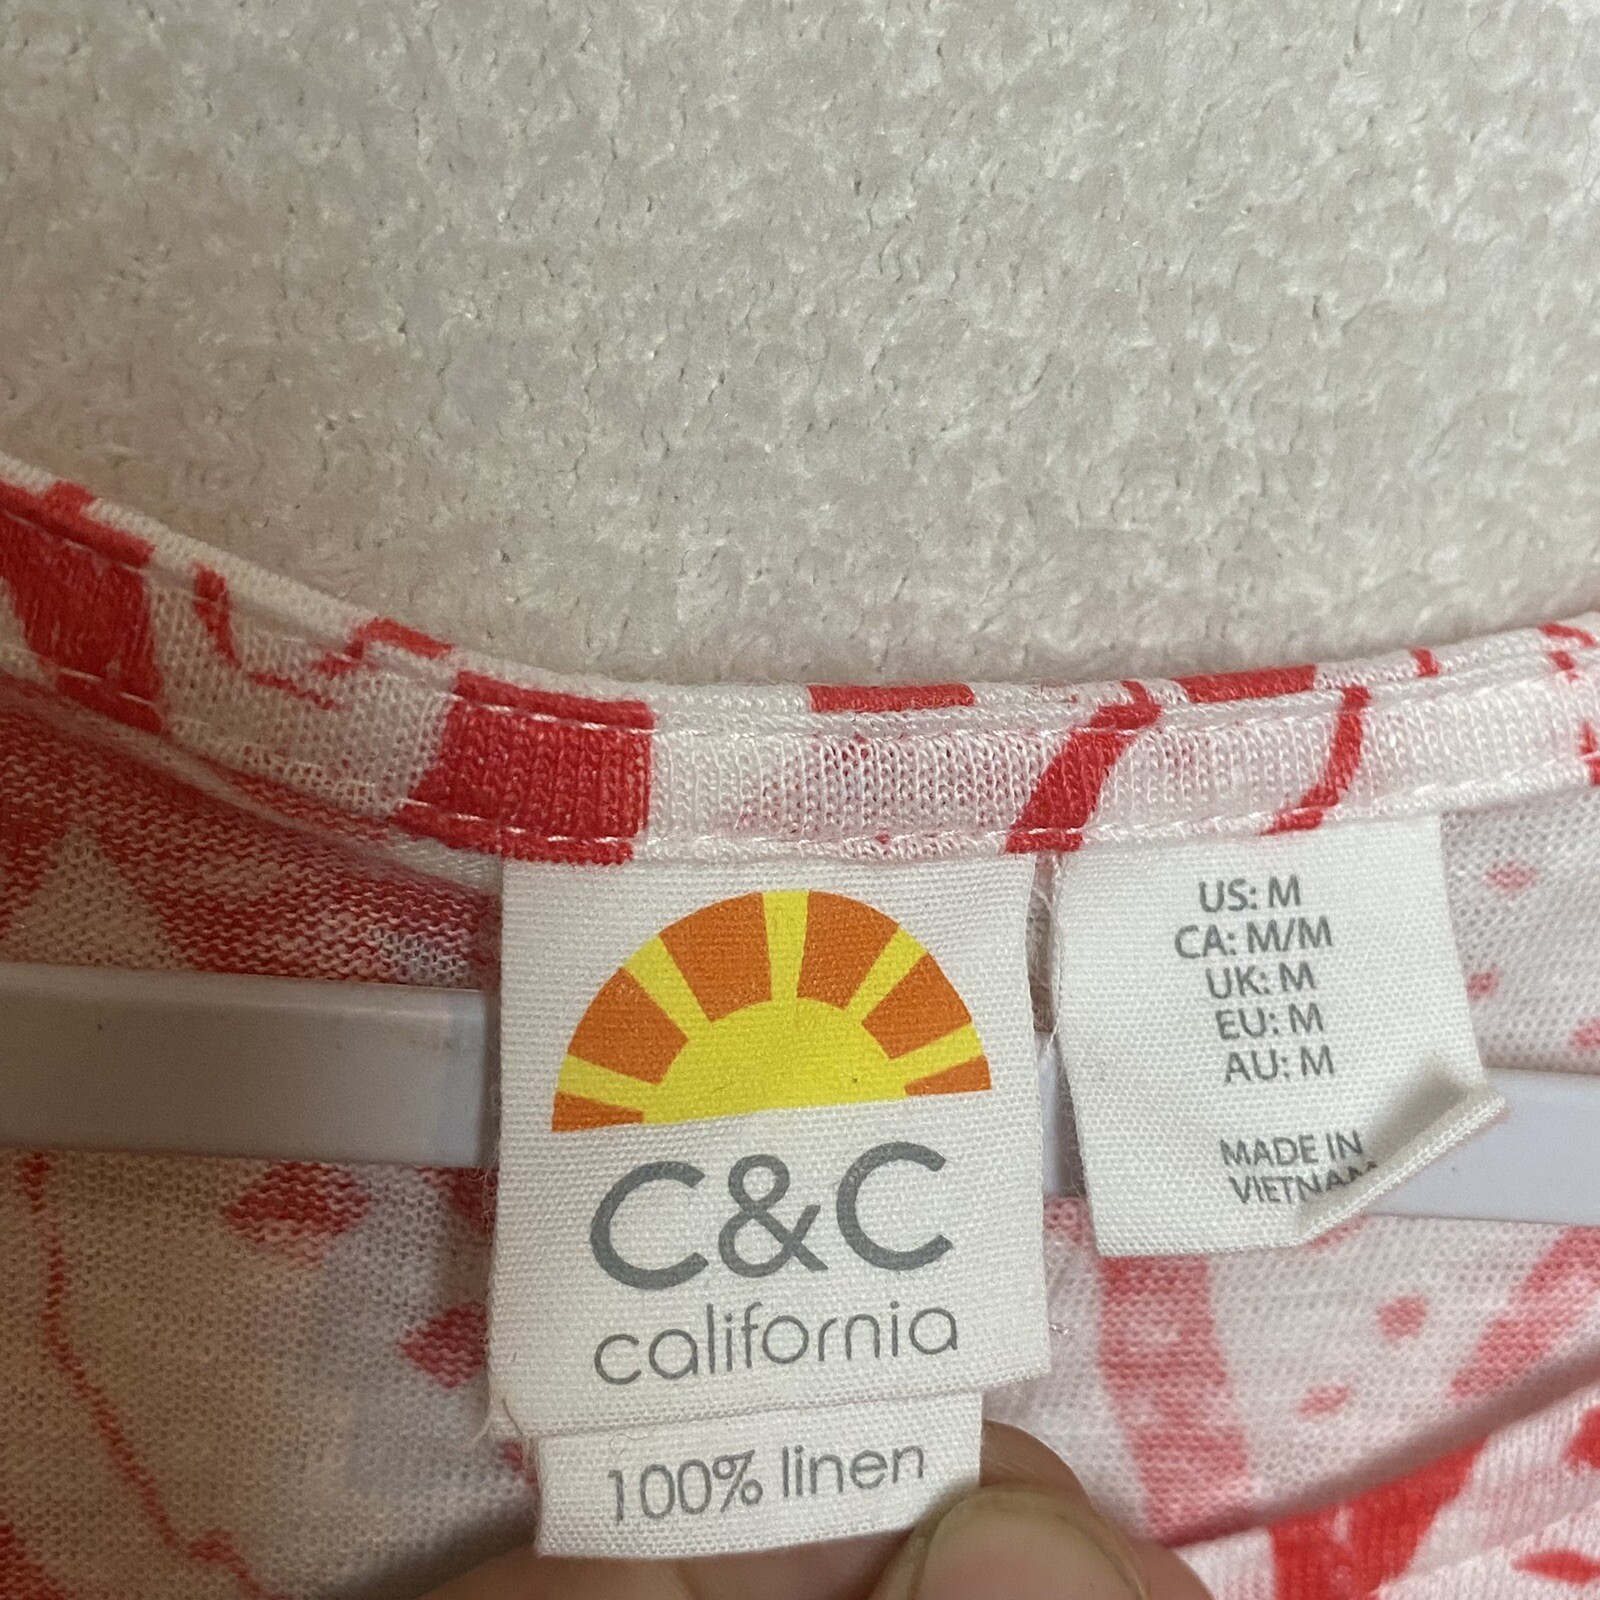 C&C
california
100% linen
US: M
CA: M/M
UK: M
EU: M
AU: M
MADE IN
VIETNAM